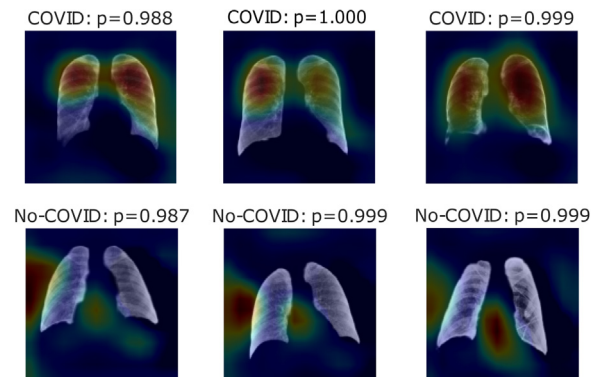 COVID: p=0.988
COVID: p=1.000
COVID: p=0.999
No-COVID: p=0.987
No-COVID: p=0.999
No-COVID: p=0.999